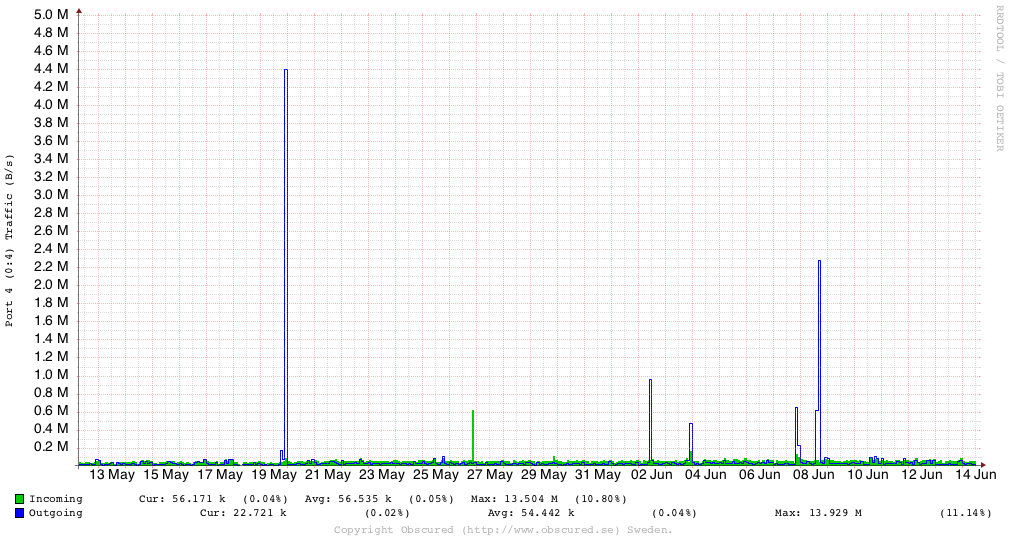 5.0 M
4.8 M
4.6 M
4.4 M
4.2 M
4.0 M
3.8 M
3.6 M
3.4 M
3.2 M
3.0 M
2.8 M
2.6 M
2.4 M
2.2 M
2.0 M
1.8 M
1.6 M
1.4 M
1.2 M
1.0 M
0.8 M
0.6 M
0.4 M
0.2 M
Port 4 (0:4) Traffic (B/s)
RRDTOOL / TOBI OETIKER
13 May 15 May 17 May 19 May 21 May 23 May 25 May 27 May 29 May 31 May 02 Jun 04 Jun 06 Jun 08 Jun 10 Jun 12 Jun 14 Jun
Incoming Cur: 56.171 k (0.04%) Avg: 56.535 k (0.05%) Max: 13.504 M (10.80%)
Outgoing Cur: 22.721 k (0.02%) Avg: 54.442 k (0.04%) Max: 13.929 M (11.14%)
Copyright Obscured (http://www.obscured.se) Sweden.